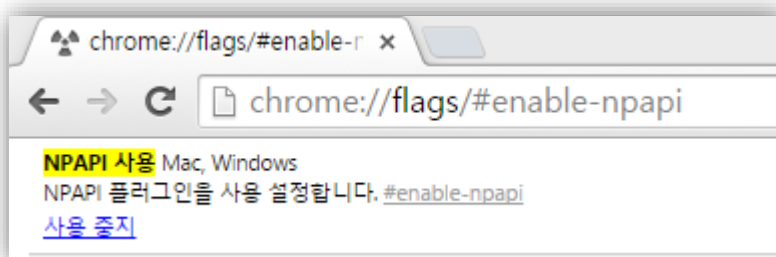 chrome://flags/#enable-r
chrome://flags/#enable-npapi
NPAPI 사용 Mac, Windows
NPAPI 플러그인을 사용 설정합니다. #enable-npapi
사용 중지